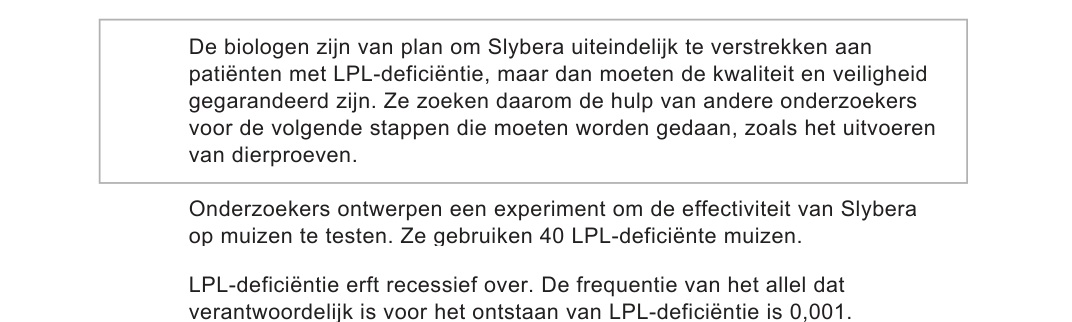 De biologen zijn van plan om Slybera uiteindelijk te verstrekken aan
patiënten met LPL-deficiëntie, maar dan moeten de kwaliteit en veiligheid
gegarandeerd zijn. Ze zoeken daarom de hulp van andere onderzoekers
voor de volgende stappen die moeten worden gedaan, zoals het uitvoeren
van dierproeven.
Onderzoekers ontwerpen een experiment om de effectiviteit van Slybera
op muizen te testen. Ze gebruiken 40 LPL-deficiënte muizen.
LPL-deficiëntie erft recessief over. De frequentie van het allel dat
verantwoordelijk is voor het ontstaan van LPL-deficiëntie is 0,001.